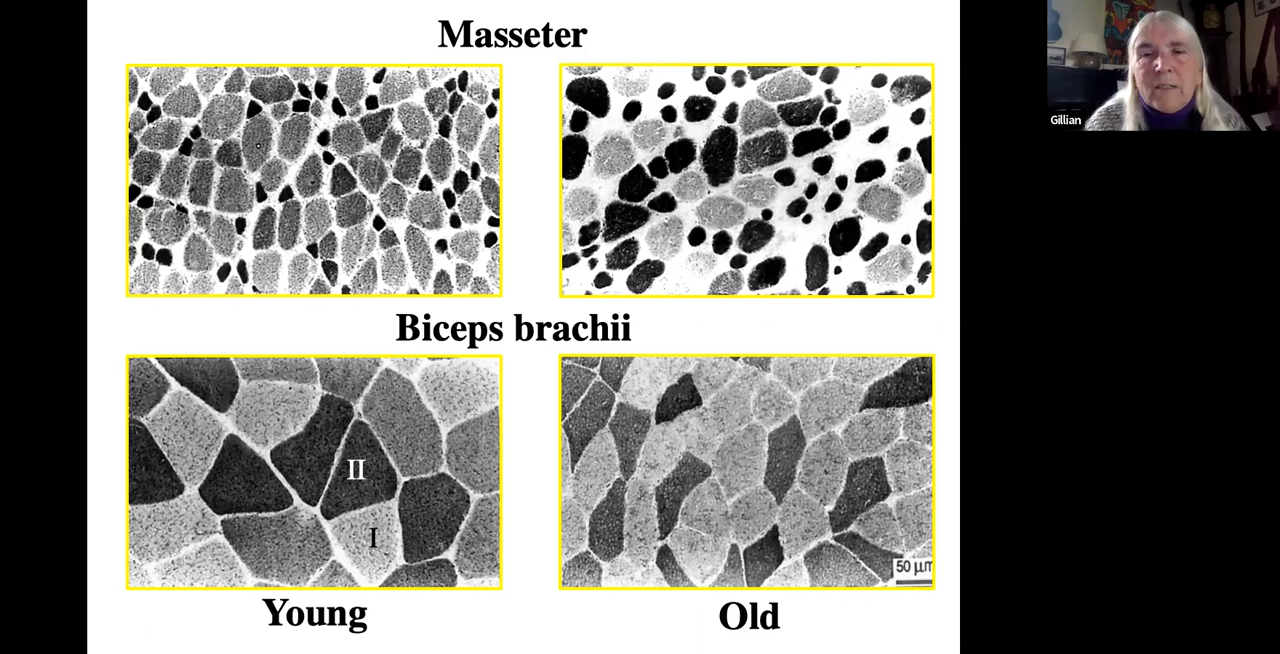 Masseter
Gillian
Biceps brachii
II
I
50 μm
Young
Old